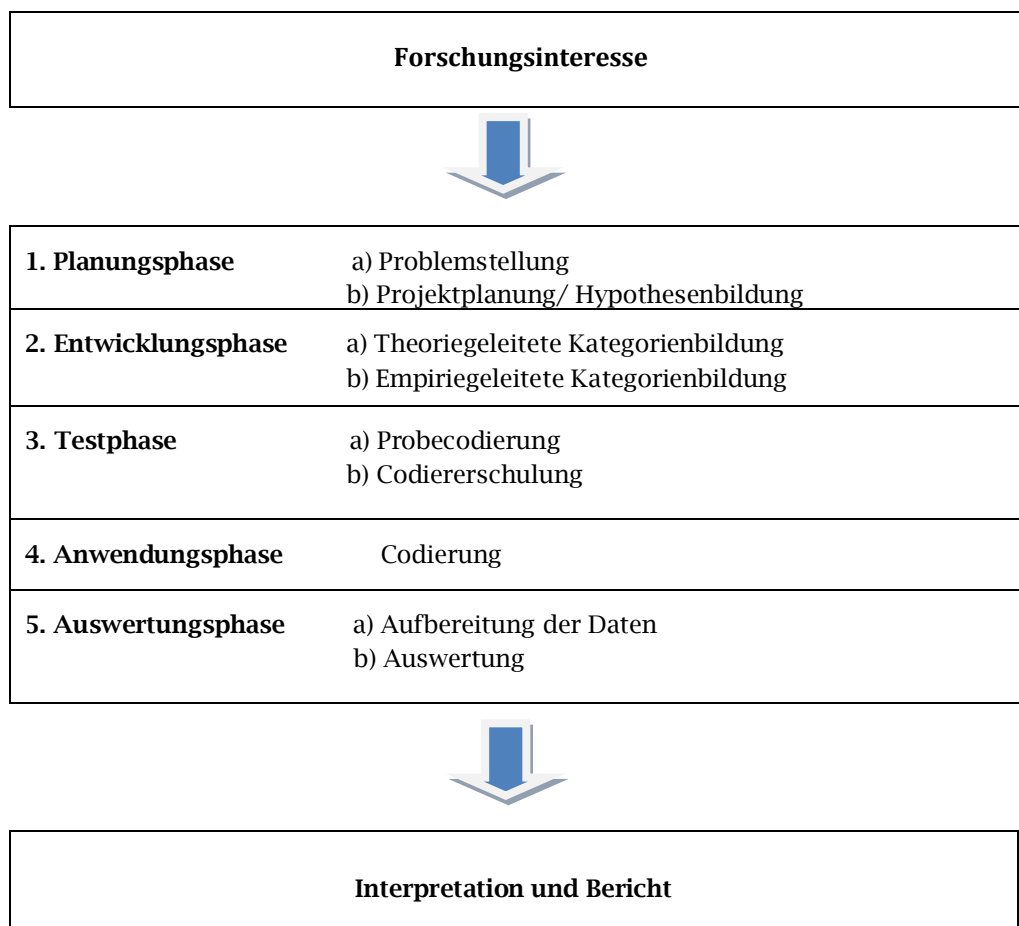 Forschungsinteresse
1. Planungsphase a) Problemstellung
b) Projektplanung/ Hypothesenbildung
2. Entwicklungsphase a) Theoriegeleitete Kategorienbildung
b) Empiriegeleitete Kategorienbildung
3. Testphase a) Probecodierung
b) Codiererschulung
4. Anwendungsphase Codierung
5. Auswertungsphase a) Aufbereitung der Daten
b) Auswertung
Interpretation und Bericht